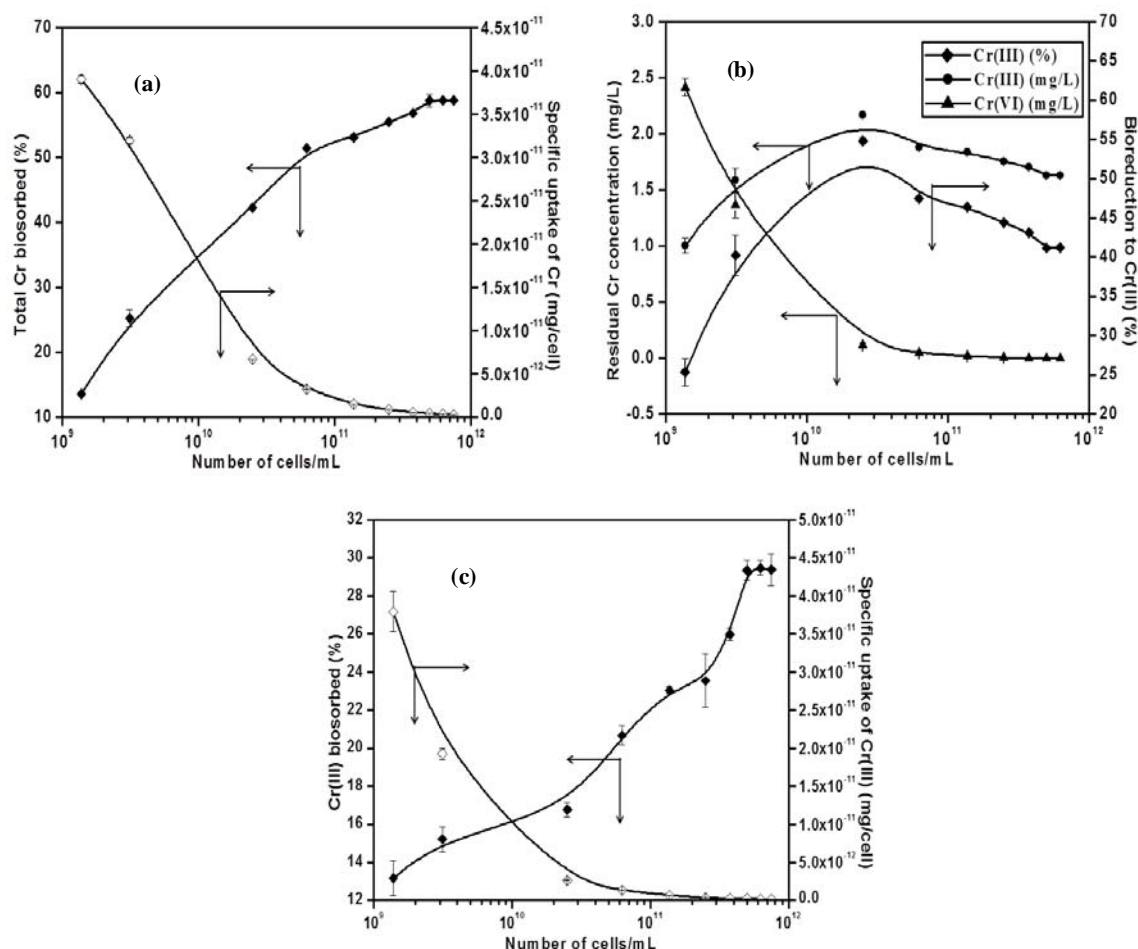 (a)
Total Cr biosorbed (%)
70
60
50
40
30
20
10
4.5x10⁻¹¹
4.0x10⁻¹¹
3.5x10⁻¹¹
3.0x10⁻¹¹
2.5x10⁻¹¹
2.0x10⁻¹¹
1.5x10⁻¹¹
1.0x10⁻¹¹
5.0x10⁻¹²
0.0
Specific uptake of Cr (mg/cell)
10⁹
10¹⁰
10¹¹
10¹²
Number of cells/mL
(b)
Residual Cr concentration (mg/L)
3.0
2.5
2.0
1.5
1.0
0.5
0.0
-0.5
Cr(III) (%)
Cr(III) (mg/L)
Cr(VI) (mg/L)
70
65
60
55
50
45
40
35
30
25
20
Bioreduction to Cr(III) (%)
10⁹
10¹⁰
10¹¹
10¹²
Number of cells/mL
(c)
Cr(III) biosorbed (%)
32
30
28
26
24
22
20
18
16
14
12
5.0x10⁻¹¹
4.5x10⁻¹¹
4.0x10⁻¹¹
3.5x10⁻¹¹
3.0x10⁻¹¹
2.5x10⁻¹¹
2.0x10⁻¹¹
1.5x10⁻¹¹
1.0x10⁻¹¹
5.0x10⁻¹²
0.0
Specific uptake of Cr(III) (mg/cell)
10⁹
10¹⁰
10¹¹
10¹²
Number of cells/mL